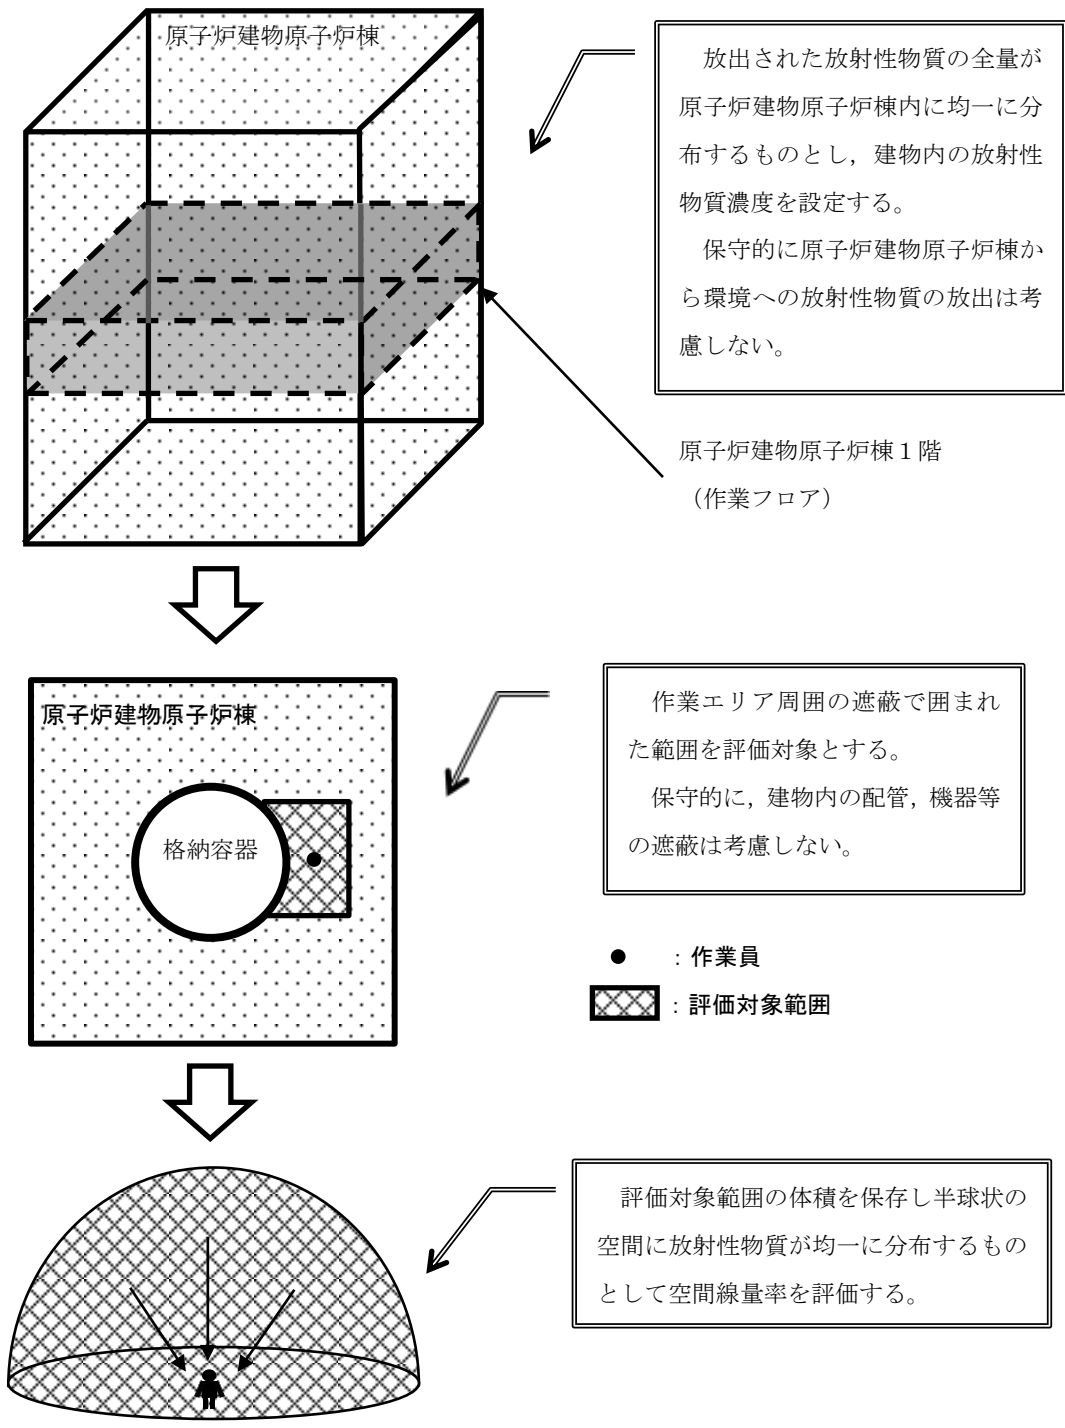 原子炉建物原子炉棟
放出された放射性物質の全量が
原子炉建物原子炉棟内に均一に分
布するものとし，建物内の放射性
物質濃度を設定する。
保守的に原子炉建物原子炉棟か
ら環境への放射性物質の放出は考
慮しない。
原子炉建物原子炉棟１階
（作業フロア）
原子炉建物原子炉棟
格納容器
作業エリア周囲の遮蔽で囲まれ
た範囲を評価対象とする。
保守的に，建物内の配管，機器等
の遮蔽は考慮しない。
：作業員
：評価対象範囲
評価対象範囲の体積を保存し半球状の
空間に放射性物質が均一に分布するもの
として空間線量率を評価する。